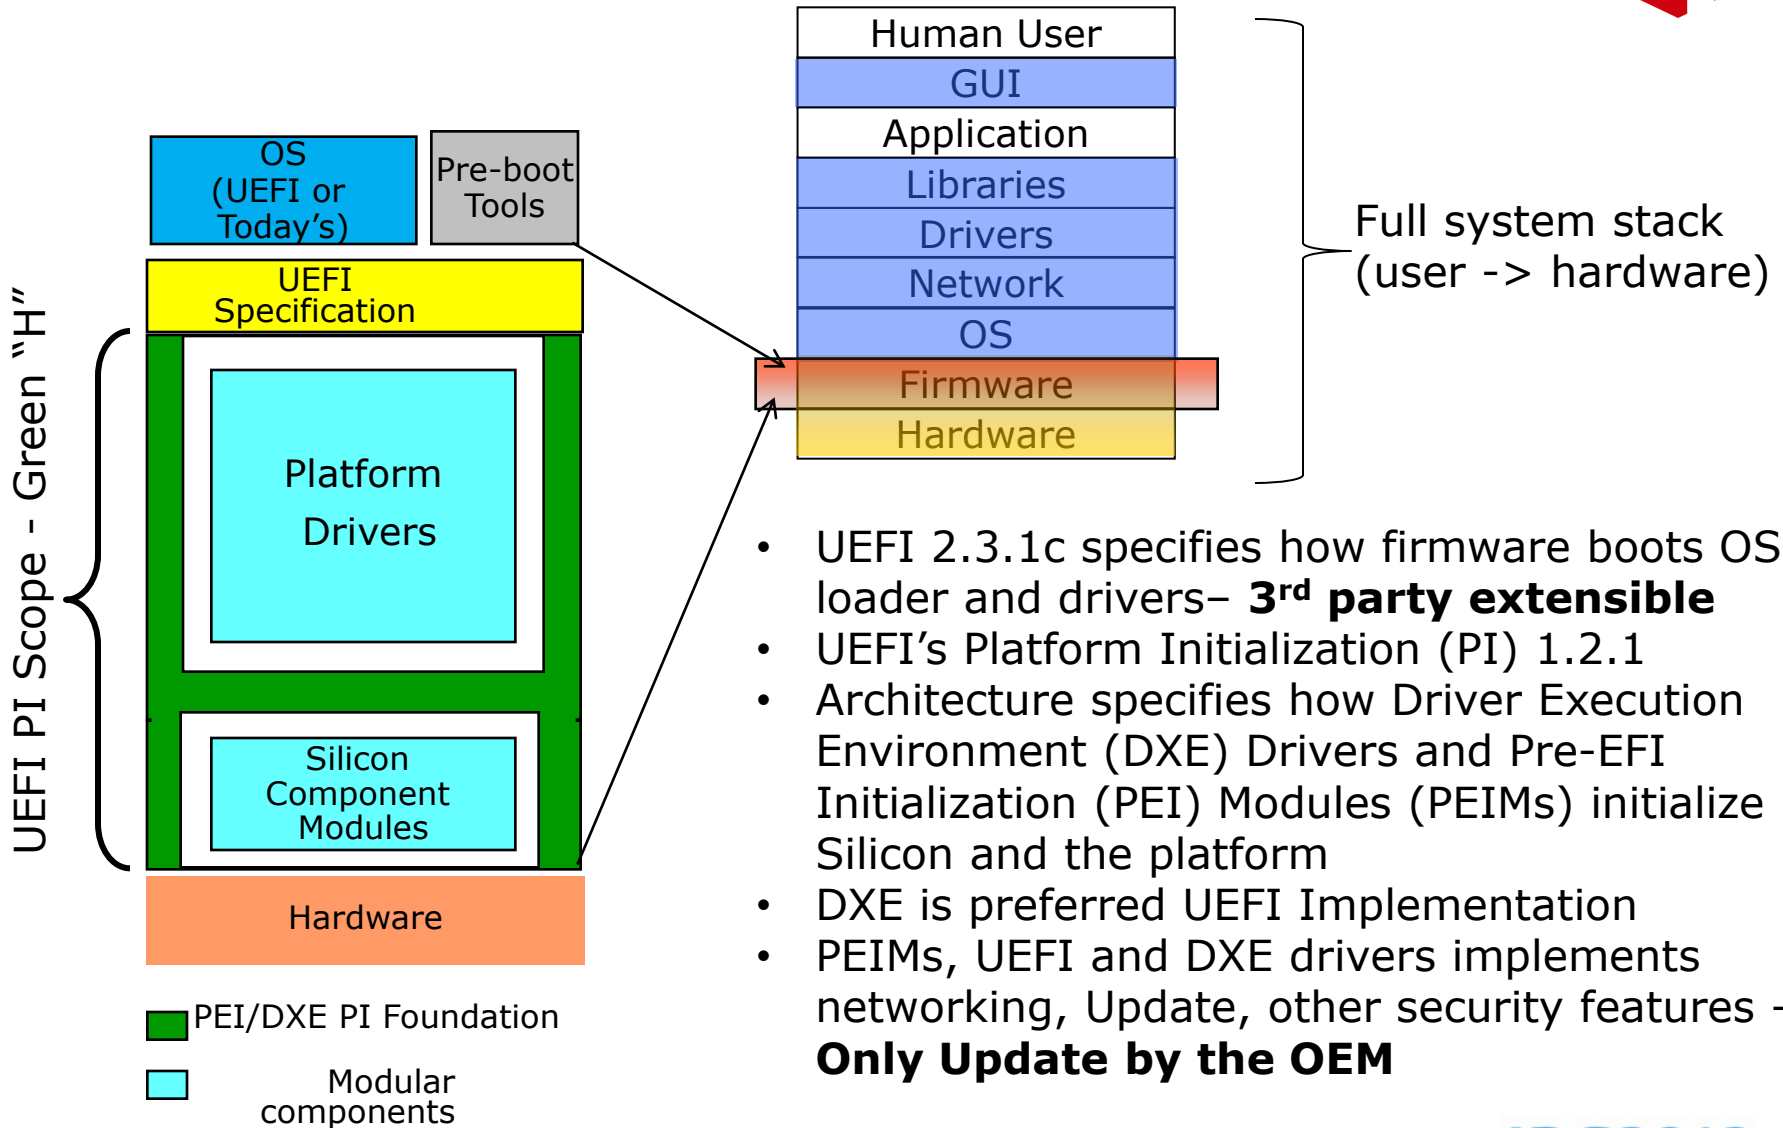 Human User
GUI
Application
Libraries
Drivers
Network
OS
Firmware
Hardware
Full system stack
(user -> hardware)
OS
(UEFI or
Today's)
Pre-boot
Tools
UEFI
Specification
UEFI PI Scope - Green “H”
Platform
Drivers
Silicon
Component
Modules
Hardware
PEI/DXE PI Foundation
Modular
components
• UEFI 2.3.1c specifies how firmware boots OS
loader and drivers– 3rd party extensible
• UEFI’s Platform Initialization (PI) 1.2.1
• Architecture specifies how Driver Execution
Environment (DXE) Drivers and Pre-EFI
Initialization (PEI) Modules (PEIMs) initialize
Silicon and the platform
• DXE is preferred UEFI Implementation
• PEIMs, UEFI and DXE drivers implements
networking, Update, other security features -
Only Update by the OEM